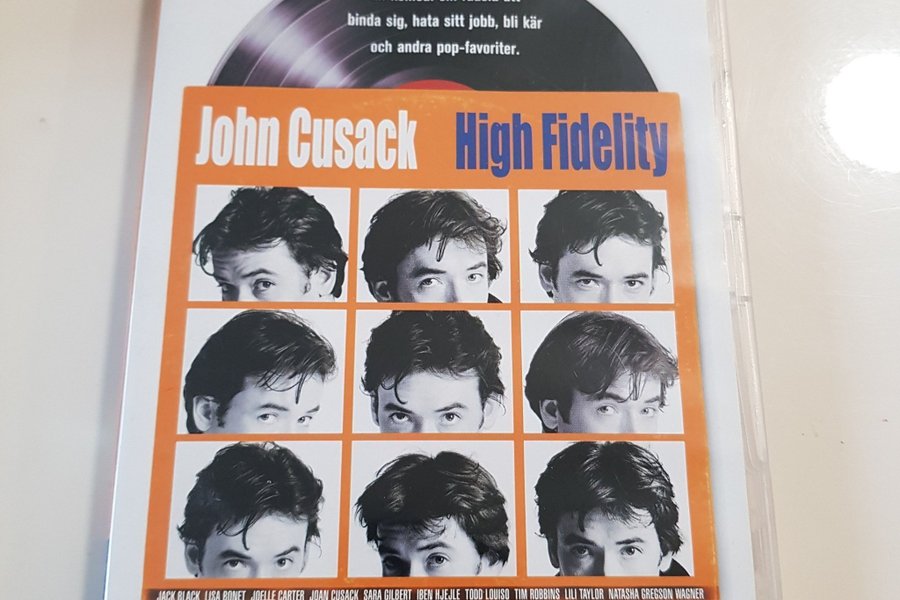 binda sig, hata sitt jobb, bli kär
och andra pop-favoriter.
John Cusack High Fidelity
JACK BLACK LISA BONET JOELLE CARTER JOAN CUSACK SARA GILBERT IBEN HJEJLE TODD LOUISO TIM ROBBINS LILI TAYLOR NATASHA GREGSON WAGNER